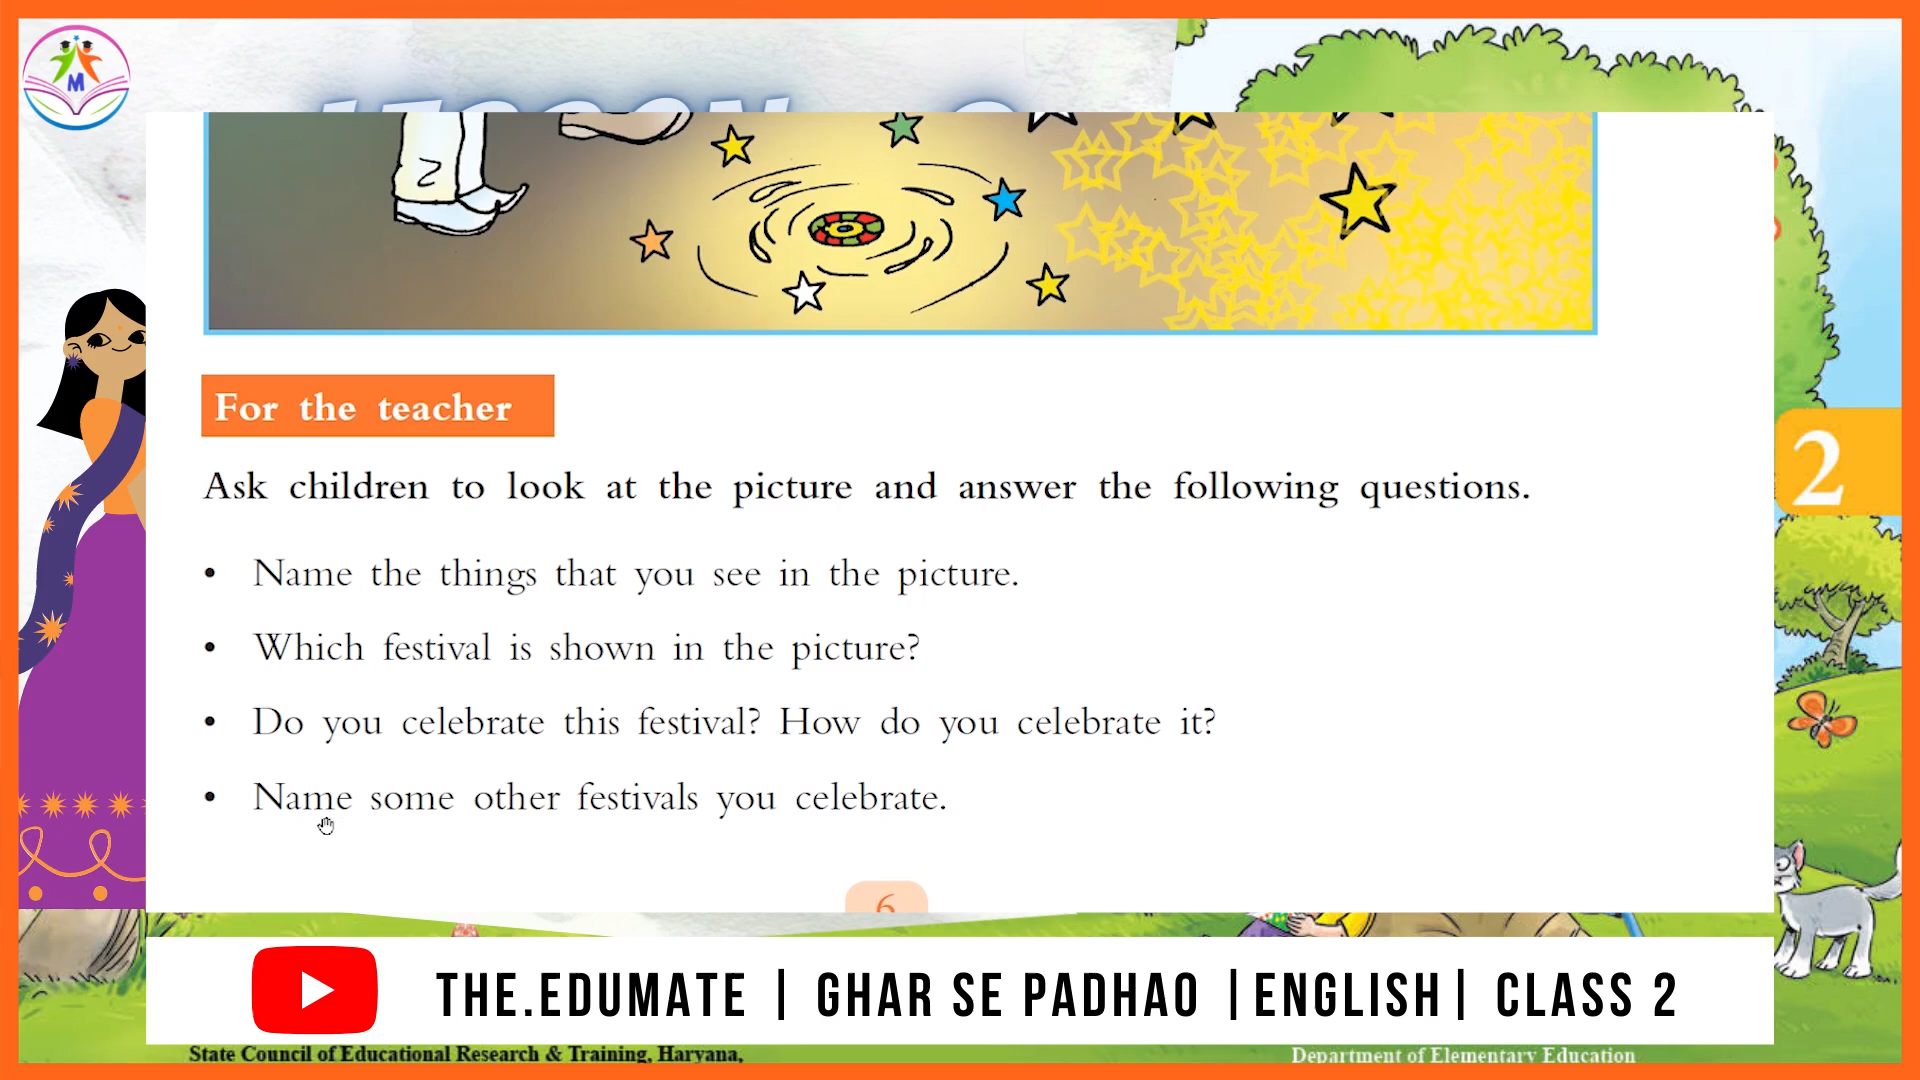 M
For the teacher
Ask children to look at the picture and answer the following questions.
• Name the things that you see in the picture.
• Which festival is shown in the picture?
• Do you celebrate this festival? How do you celebrate it?
• Name some other festivals you celebrate.
6
2
THE.EDUMATE | GHAR SE PADHAO |ENGLISH| CLASS 2
State Council of Educational Research & Training, Haryana,
Department of Elementary Education